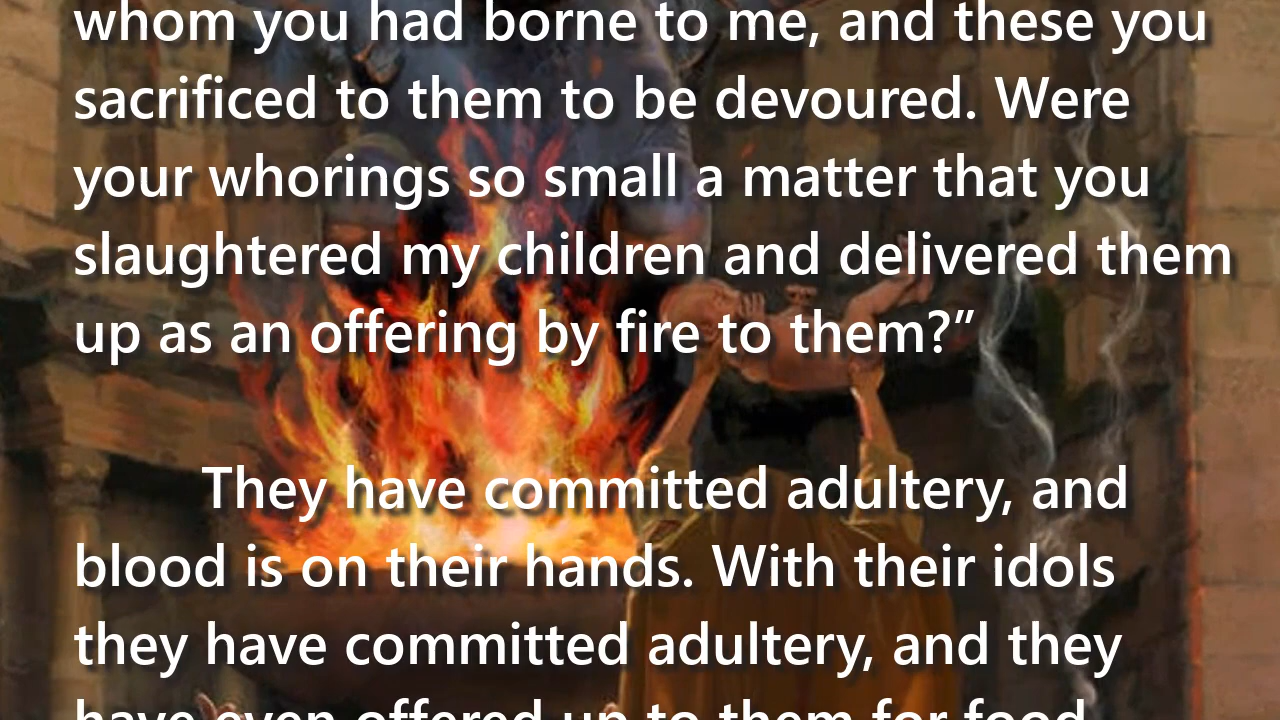 whom you had borne to me, and these you
sacrificed to them to be devoured. Were
your whorings so small a matter that you
slaughtered my children and delivered them
up as an offering by fire to them?”
They have committed adultery, and
blood is on their hands. With their idols
they have committed adultery, and they
have even offered up to them for food